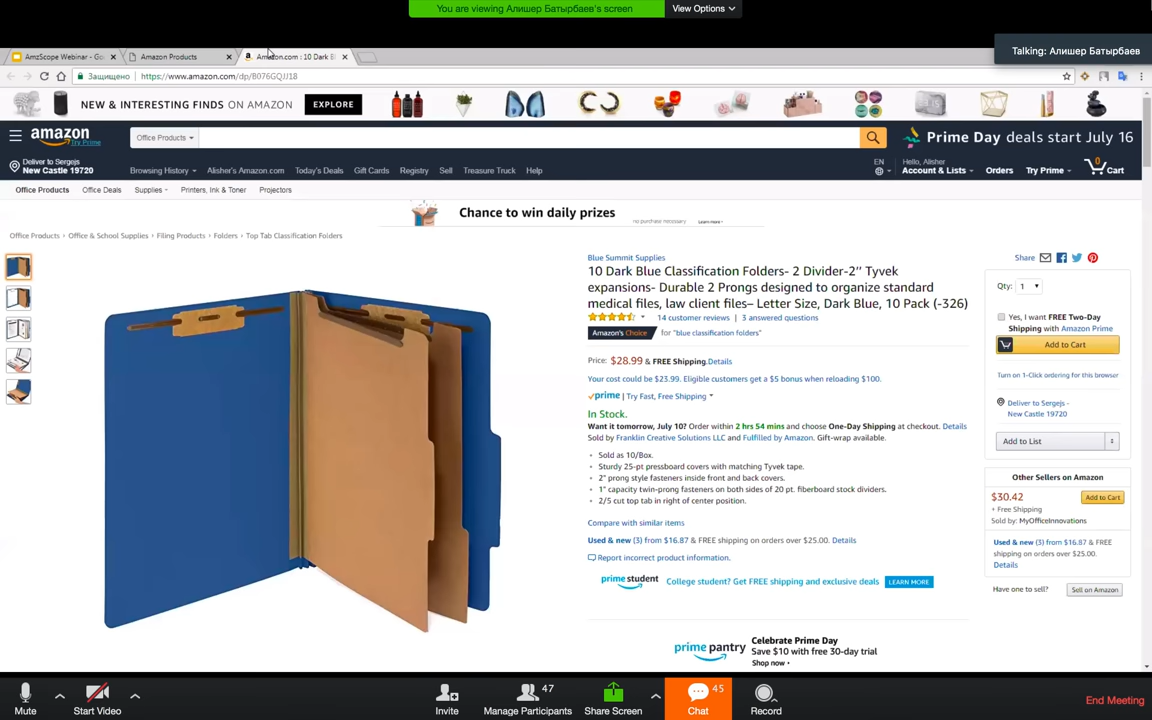 You are viewing Алишер Батырбаев's screen
View Options
Talking: Алишер Батырбаев
AmzScope Webinar - Go
Amazon Products
Amazon.com : 10 Dark B
Защищено
https://www.amazon.com/dp/B076GQJJ18
NEW & INTERESTING FINDS ON AMAZON
EXPLORE
amazon
Try Prime
Office Products
Prime Day deals start July 16
Deliver to Sergejs
New Castle 19720
Browsing History
Alisher's Amazon.com
Today's Deals
Gift Cards
Registry
Sell
Treasure Truck
Help
EN
Hello, Alisher
Account & Lists
Orders
Try Prime
0
Cart
Office Products
Office Deals
Supplies
Printers, Ink & Toner
Projectors
Chance to win daily prizes
no purchase necessary
Learn more ›
Office Products › Office & School Supplies › Filing Products › Folders › Top Tab Classification Folders
Blue Summit Supplies
10 Dark Blue Classification Folders- 2 Divider-2'' Tyvek
expansions- Durable 2 Prongs designed to organize standard
medical files, law client files– Letter Size, Dark Blue, 10 Pack (-326)
14 customer reviews | 3 answered questions
Amazon's Choice for "blue classification folders"
Price: $28.99 & FREE Shipping. Details
Your cost could be $23.99. Eligible customers get a $5 bonus when reloading $100.
prime | Try Fast, Free Shipping
In Stock.
Want it tomorrow, July 10? Order within 2 hrs 54 mins and choose One-Day Shipping at checkout. Details
Sold by Franklin Creative Solutions LLC and Fulfilled by Amazon. Gift-wrap available.
• Sold as 10/Box.
• Sturdy 25-pt pressboard covers with matching Tyvek tape.
• 2" prong style fasteners inside front and back covers.
• 1" capacity twin-prong fasteners on both sides of 20 pt. fiberboard stock dividers.
• 2/5 cut top tab in right of center position.
Compare with similar items
Used & new (3) from $16.87 & FREE shipping on orders over $25.00. Details
Report incorrect product information.
prime student
College student? Get FREE shipping and exclusive deals
LEARN MORE
prime pantry
Celebrate Prime Day
Save $10 with free 30-day trial
Shop now ›
Share
Qty: 1
Yes, I want FREE Two-Day
Shipping with Amazon Prime
Add to Cart
Turn on 1-Click ordering for this browser
Deliver to Sergejs -
New Castle 19720
Add to List
Other Sellers on Amazon
$30.42
Add to Cart
+ Free Shipping
Sold by: MyOfficeInnovations
Used & new (3) from $16.87 & FREE
shipping on orders over $25.00.
Details
Have one to sell?
Sell on Amazon
Mute
Start Video
Invite
47
Manage Participants
Share Screen
45
Chat
Record
End Meeting